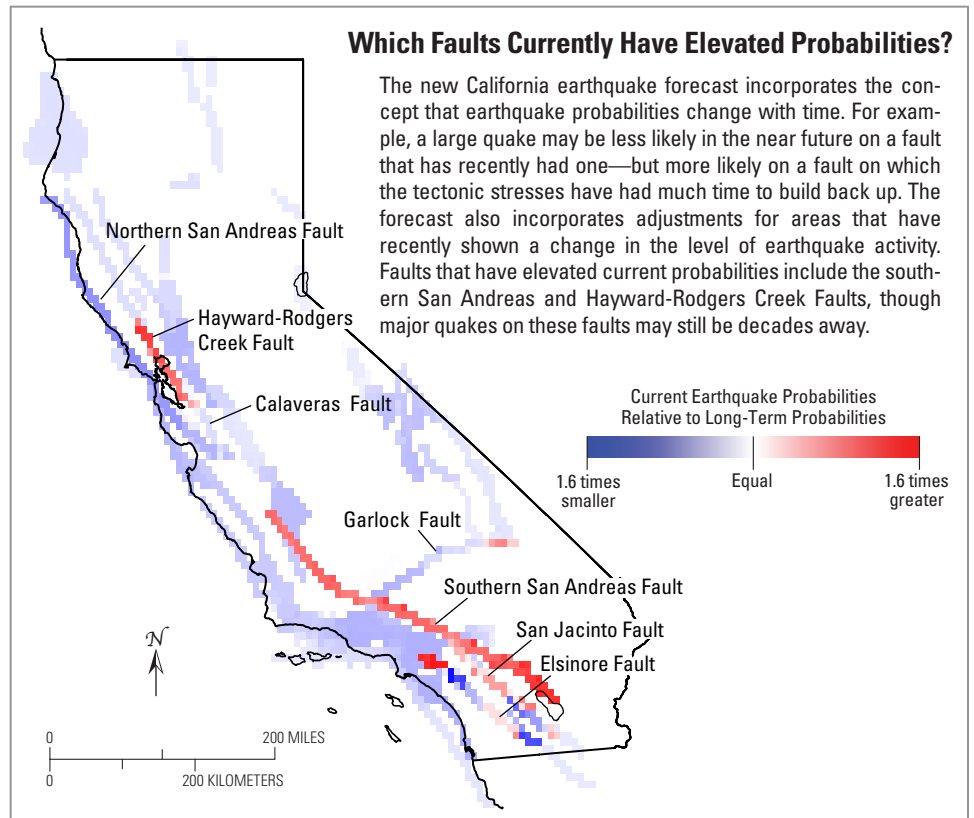 Which Faults Currently Have Elevated Probabilities?
The new California earthquake forecast incorporates the con-
cept that earthquake probabilities change with time. For exam-
ple, a large quake may be less likely in the near future on a fault
that has recently had one—but more likely on a fault on which
the tectonic stresses have had much time to build back up. The
forecast also incorporates adjustments for areas that have
recently shown a change in the level of earthquake activity.
Faults that have elevated current probabilities include the south-
ern San Andreas and Hayward-Rodgers Creek Faults, though
major quakes on these faults may still be decades away.
Northern San Andreas Fault
Hayward-Rodgers
Creek Fault
Calaveras Fault
Current Earthquake Probabilities
Relative to Long-Term Probabilities
1.6 times
smaller
Equal
1.6 times
greater
Garlock Fault
Southern San Andreas Fault
San Jacinto Fault
Elsinore Fault
N
0
200 MILES
0
200 KILOMETERS